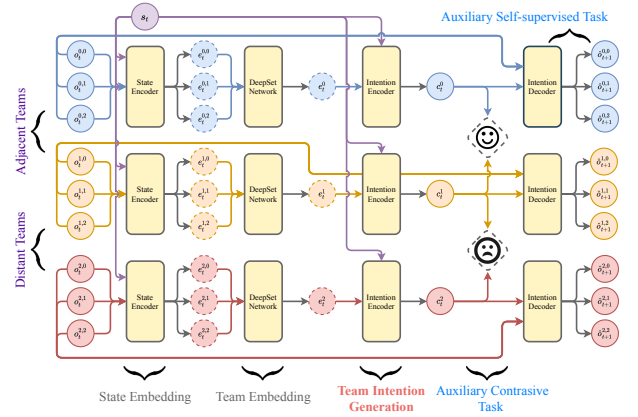 s_t
Auxiliary Self-supervised Task
Adjacent Teams
Distant Teams
o_t^{0,0}
o_t^{0,1}
o_t^{0,2}
State Encoder
e_t^{0,0}
e_t^{0,1}
e_t^{0,2}
DeepSet Network
e_t^0
Intention Encoder
c_t^0
Intention Decoder
ô_{t+1}^{0,0}
ô_{t+1}^{0,1}
ô_{t+1}^{0,2}
o_t^{1,0}
o_t^{1,1}
o_t^{1,2}
State Encoder
e_t^{1,0}
e_t^{1,1}
e_t^{1,2}
DeepSet Network
e_t^1
Intention Encoder
c_t^1
Intention Decoder
ô_{t+1}^{1,0}
ô_{t+1}^{1,1}
ô_{t+1}^{1,2}
o_t^{2,0}
o_t^{2,1}
o_t^{2,2}
State Encoder
e_t^{2,0}
e_t^{2,1}
e_t^{2,2}
DeepSet Network
e_t^2
Intention Encoder
c_t^2
Intention Decoder
ô_{t+1}^{2,0}
ô_{t+1}^{2,1}
ô_{t+1}^{2,2}
State Embedding
Team Embedding
Team Intention
Generation
Auxiliary Contrasive
Task